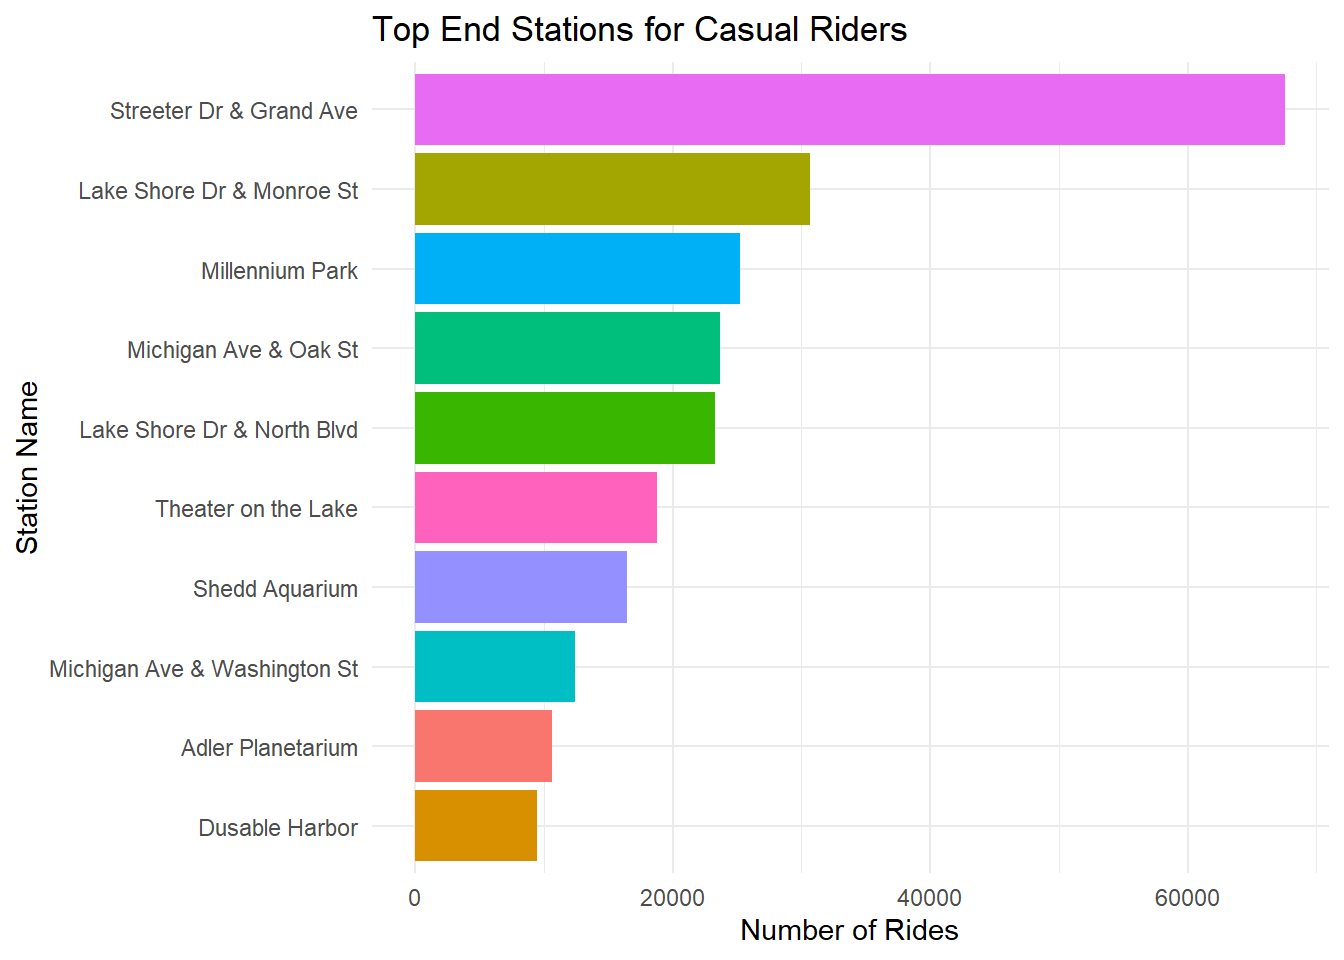 Top End Stations for Casual Riders
Station Name
Streeter Dr & Grand Ave
Lake Shore Dr & Monroe St
Millennium Park
Michigan Ave & Oak St
Lake Shore Dr & North Blvd
Theater on the Lake
Shedd Aquarium
Michigan Ave & Washington St
Adler Planetarium
Dusable Harbor
0 20000 40000 60000
Number of Rides